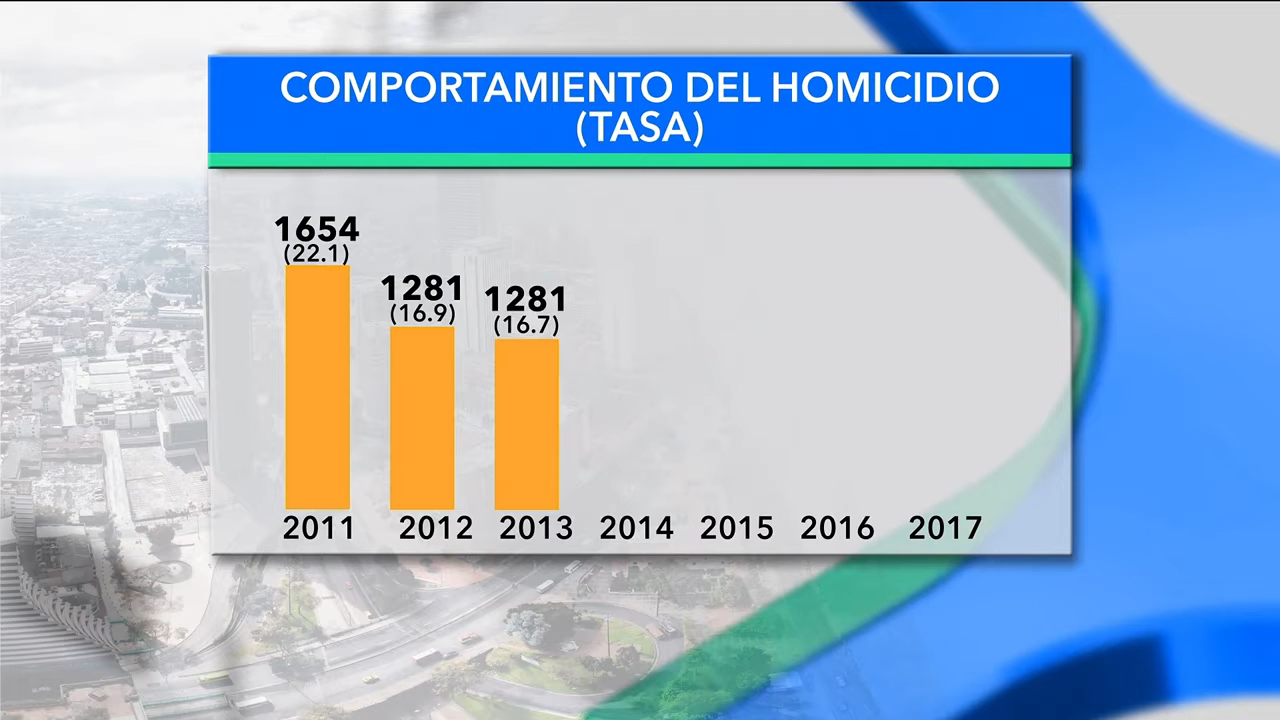 COMPORTAMIENTO DEL HOMICIDIO
(TASA)
1654
(22.1)
1281
(16.9)
1281
(16.7)
2011 2012 2013 2014 2015 2016 2017